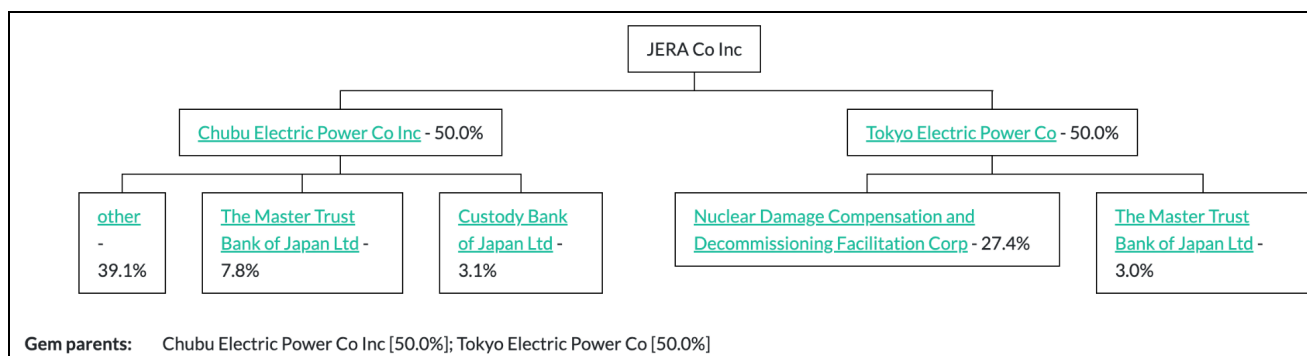 JERA Co Inc
Chubu Electric Power Co Inc - 50.0%
Tokyo Electric Power Co - 50.0%
other
-
39.1%
The Master Trust
Bank of Japan Ltd -
7.8%
Custody Bank
of Japan Ltd -
3.1%
Nuclear Damage Compensation and
Decommissioning Facilitation Corp - 27.4%
The Master Trust
Bank of Japan Ltd -
3.0%
Gem parents: Chubu Electric Power Co Inc [50.0%]; Tokyo Electric Power Co [50.0%]